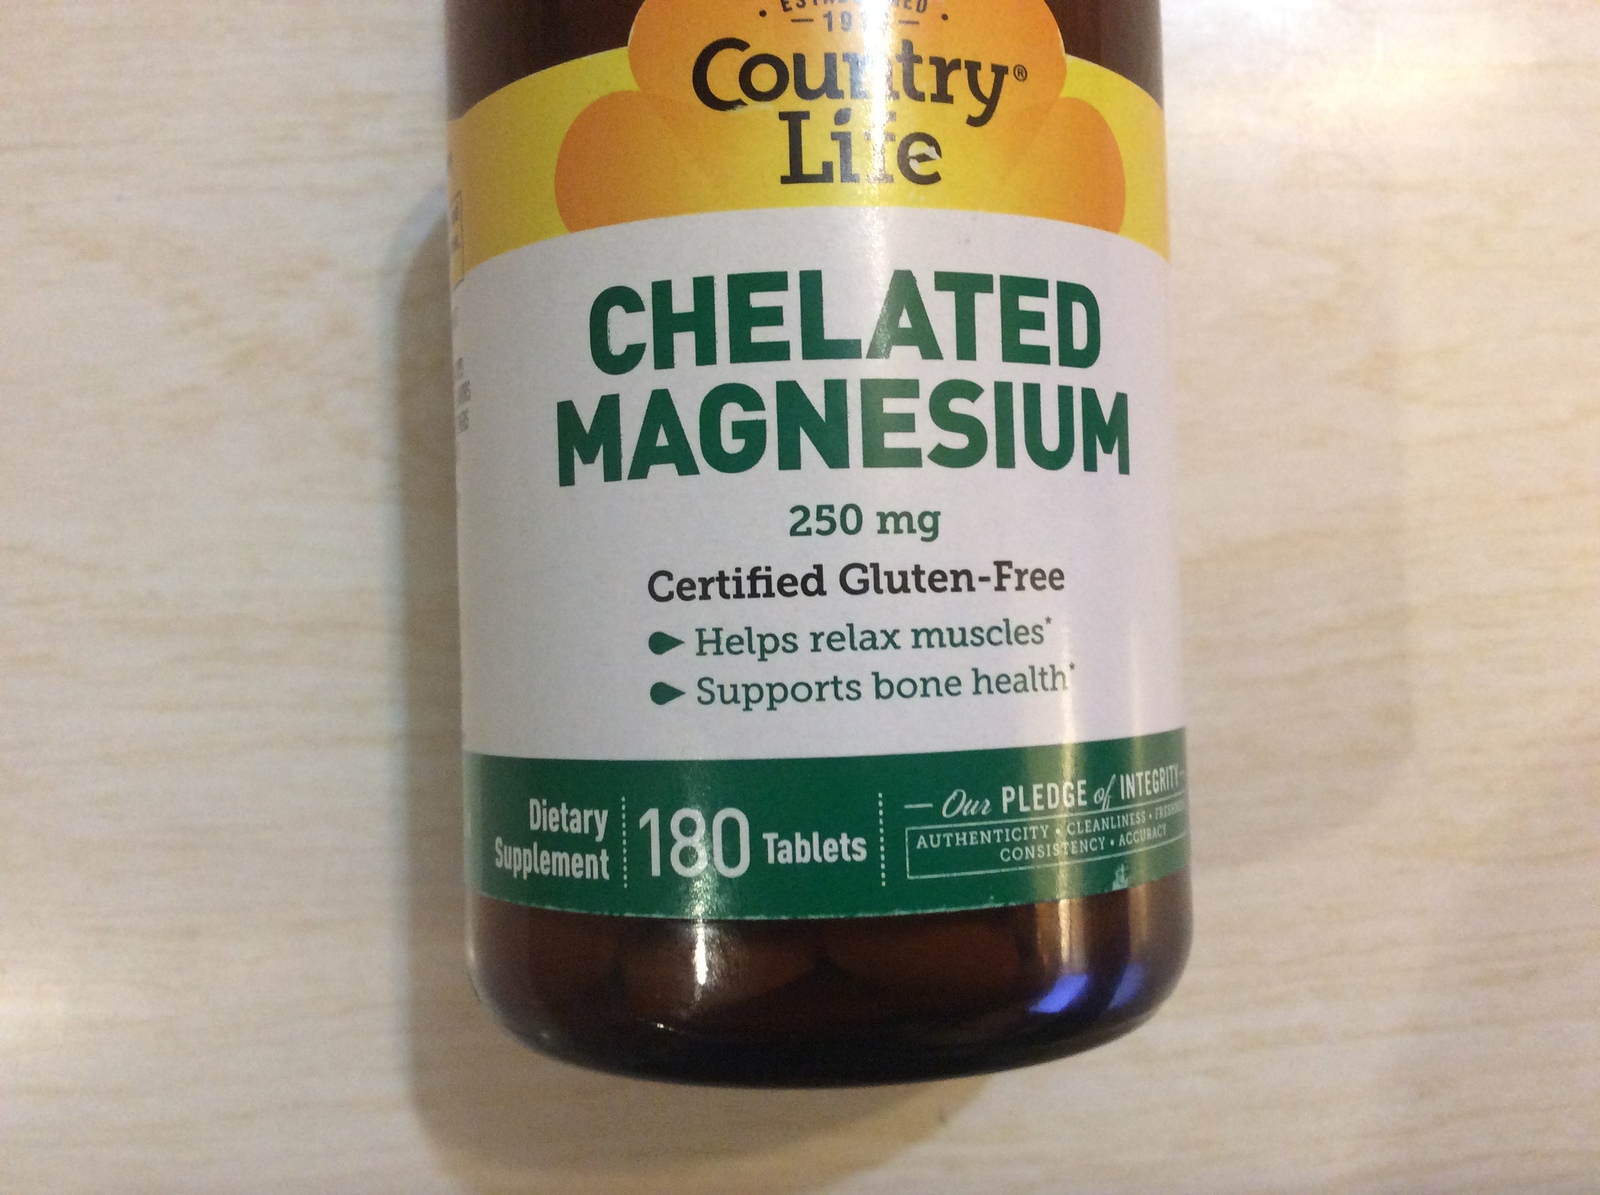 Country®
Life
CHELATED
MAGNESIUM
250 mg
Certified Gluten-Free
Helps relax muscles*
Supports bone health*
Dietary
Supplement
180 Tablets
Our PLEDGE of INTEGRITY
AUTHENTICITY • CLEANLINESS •
CONSISTENCY • ACCURACY